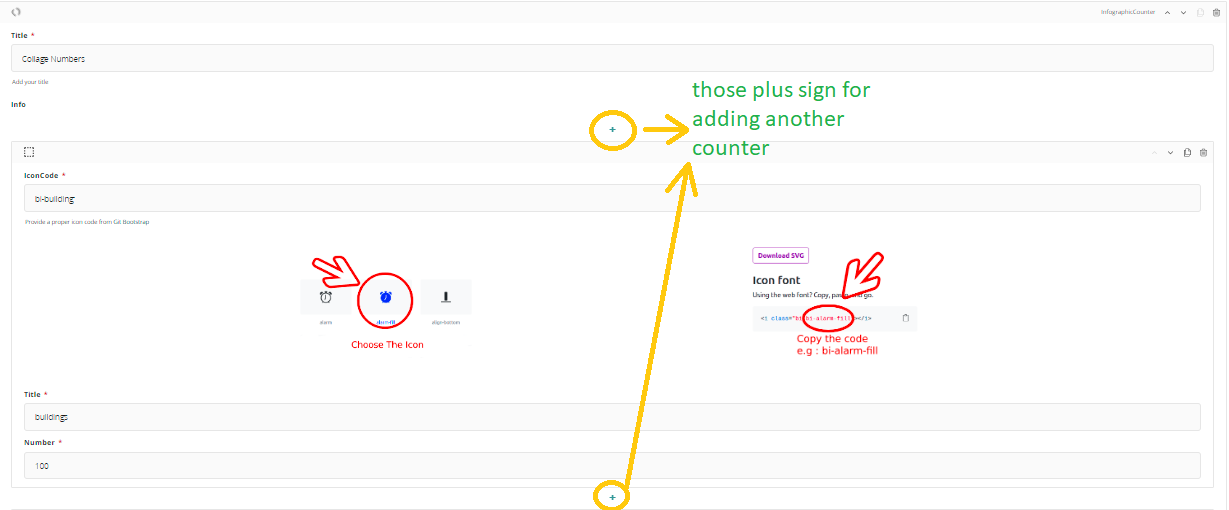 InfographicCounter
Title *
Collage Numbers
Add your title
Info
+
those plus sign for
adding another
counter
IconCode *
bi-building
Provide a proper icon code from Git Bootstrap
alarm
alarm-fill
align-bottom
Choose The Icon
Download SVG
Icon font
Using the web font? Copy, paste, and go.
<i class="bi bi-alarm-fill"></i>
Copy the code
e.g : bi-alarm-fill
Title *
buildings
Number *
100
+